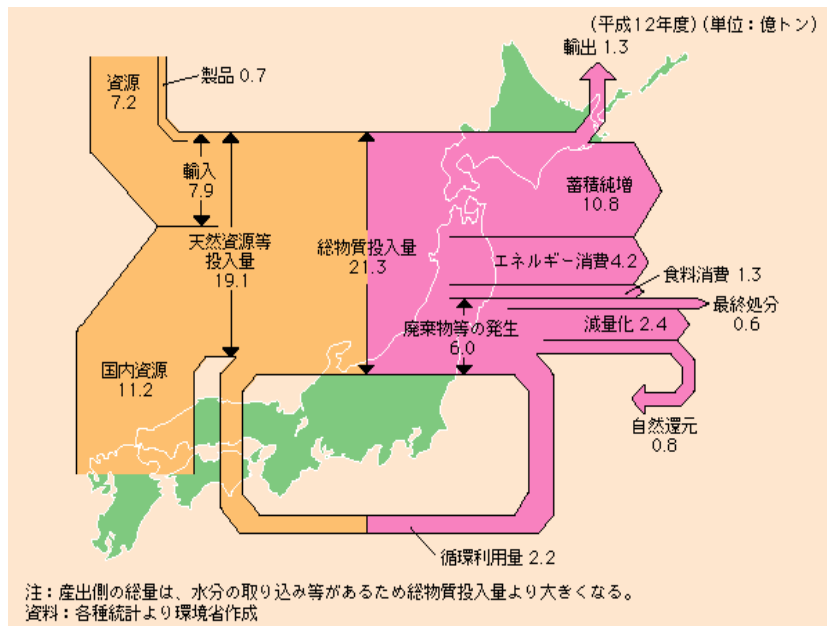 (平成12年度)(単位：億トン)
輸出 1.3
製品 0.7
資源
7.2
輸入
7.9
蓄積純増
10.8
天然資源等
投入量
19.1
総物質投入量
21.3
エネルギー消費4.2
食料消費 1.3
最終処分
0.6
廃棄物等の発生
6.0
減量化 2.4
国内資源
11.2
自然還元
0.8
循環利用量 2.2
注：産出側の総量は、水分の取り込み等があるため総物質投入量より大きくなる。
資料：各種統計より環境省作成